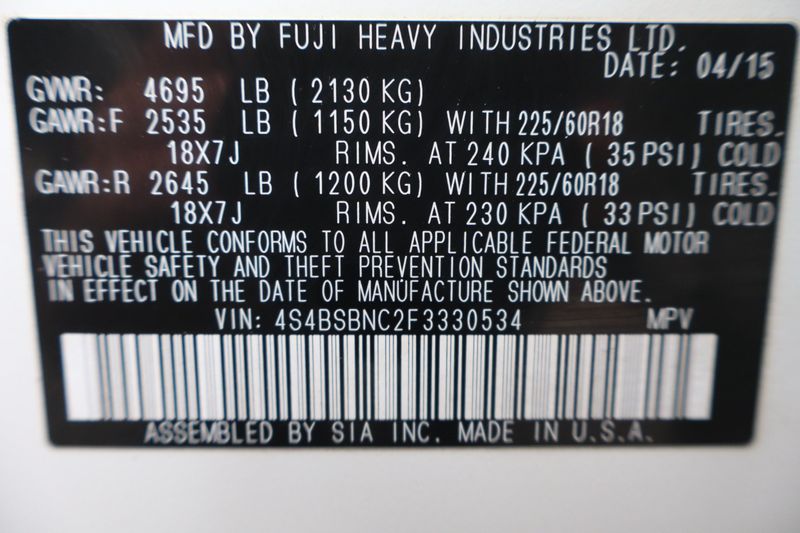 MFD BY FUJI HEAVY INDUSTRIES LTD.
DATE: 04/15
GVWR: 4695 LB ( 2130 KG)
GAWR:F 2535 LB ( 1150 KG) WITH 225/60R18 TIRES.
18X7J RIMS. AT 240 KPA ( 35 PSI) COLD
GAWR:R 2645 LB ( 1200 KG) WITH 225/60R18 TIRES.
18X7J RIMS. AT 230 KPA ( 33 PSI) COLD
THIS VEHICLE CONFORMS TO ALL APPLICABLE FEDERAL MOTOR
VEHICLE SAFETY AND THEFT PREVENTION STANDARDS
IN EFFECT ON THE DATE OF MANUFACTURE SHOWN ABOVE.
VIN: 4S4BSBNC2F3330534 MPV
ASSEMBLED BY SIA INC. MADE IN U.S.A.